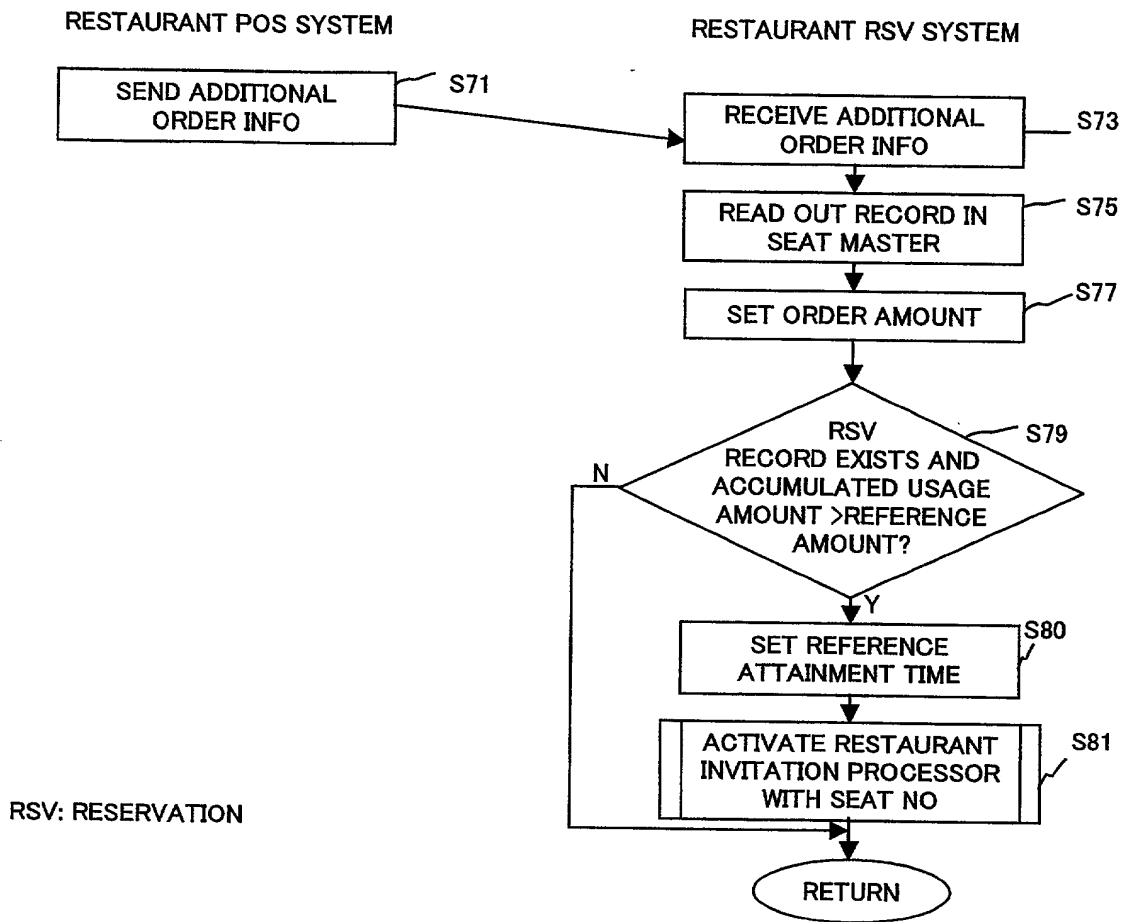 RESTAURANT POS SYSTEM
RESTAURANT RSV SYSTEM
SEND ADDITIONAL
ORDER INFO
S71
RECEIVE ADDITIONAL
ORDER INFO
S73
READ OUT RECORD IN
SEAT MASTER
S75
SET ORDER AMOUNT
S77
RSV
RECORD EXISTS AND
ACCUMULATED USAGE
AMOUNT >REFERENCE
AMOUNT?
S79
N
Y
SET REFERENCE
ATTAINMENT TIME
S80
ACTIVATE RESTAURANT
INVITATION PROCESSOR
WITH SEAT NO
S81
RSV: RESERVATION
RETURN